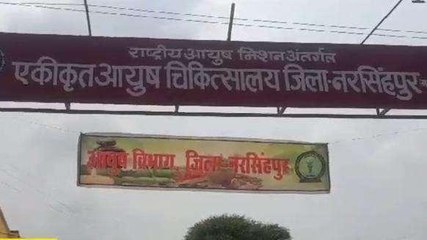 राष्ट्रीय आयुष मिशन अंतर्गत
एकीकृत आयुष चिकित्सालय जिला-नरसिंहपुर
आयुष विभाग, जिला-नरसिंहपुर